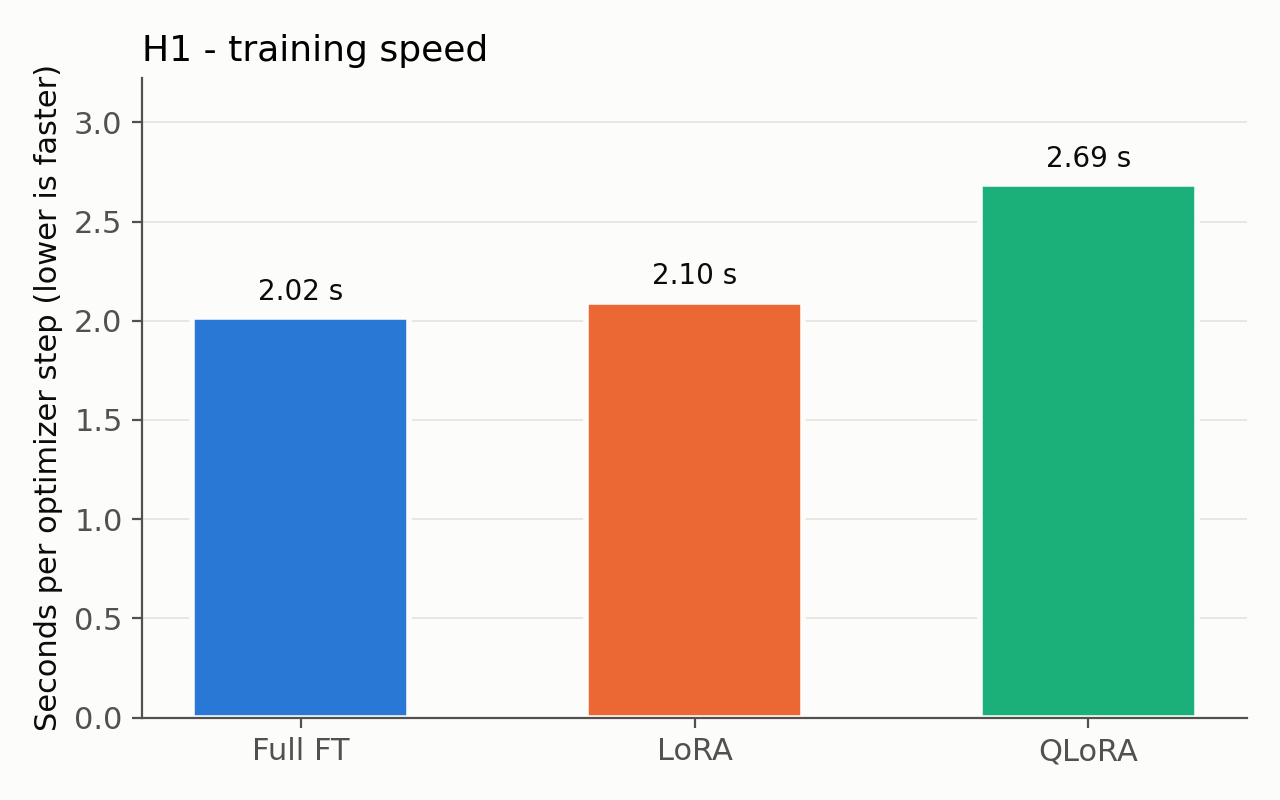 H1 - training speed
Seconds per optimizer step (lower is faster)
3.0
2.5
2.0
1.5
1.0
0.5
0.0
2.02 s
2.10 s
2.69 s
Full FT
LoRA
QLoRA